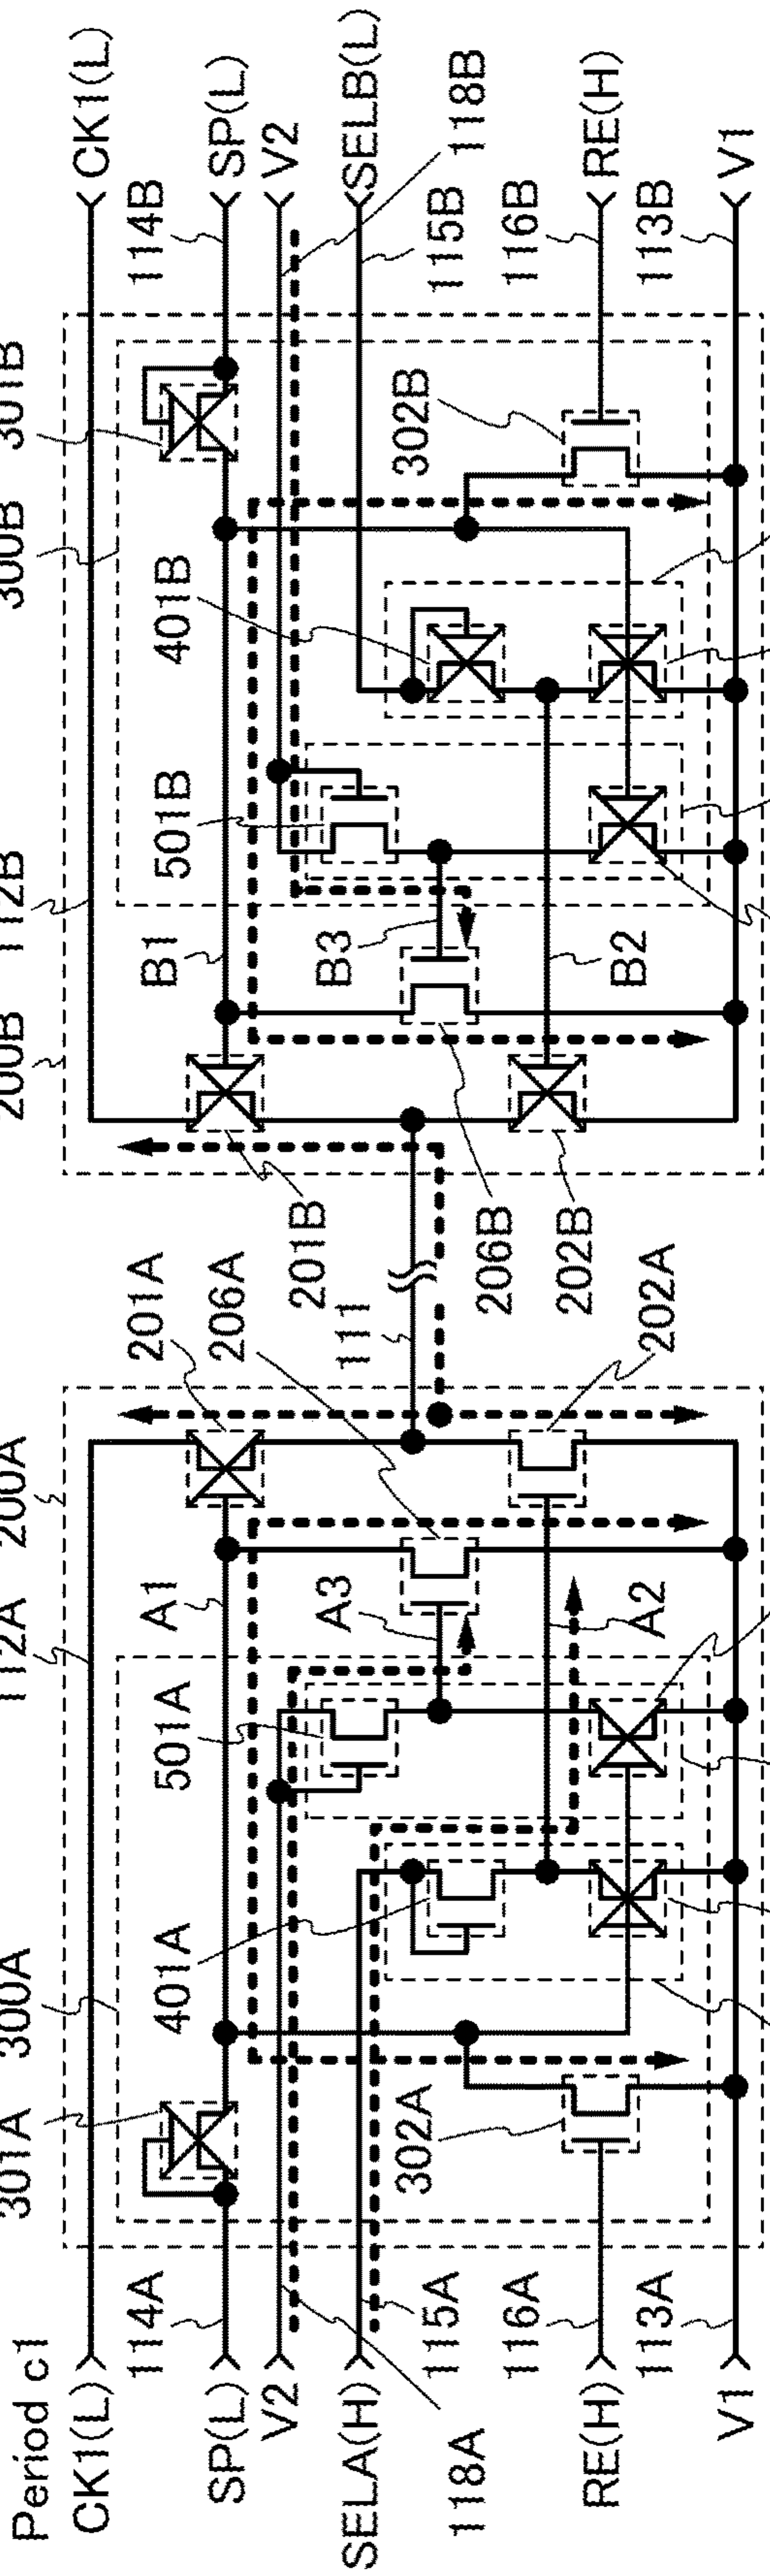 Period c1
301A
300A
112A
200A
200B
112B
300B
301B
CK1(L)
114A
SP(L)
V2
SELA(H)
118A
115A
116A
RE(H)
113A
V1
401A
501A
302A
A1
A3
A2
201A
206A
111
202A
201B
206B
202B
B1
B3
B2
501B
401B
302B
CK1(L)
114B
SP(L)
V2
118B
SELB(L)
115B
116B
RE(H)
113B
V1